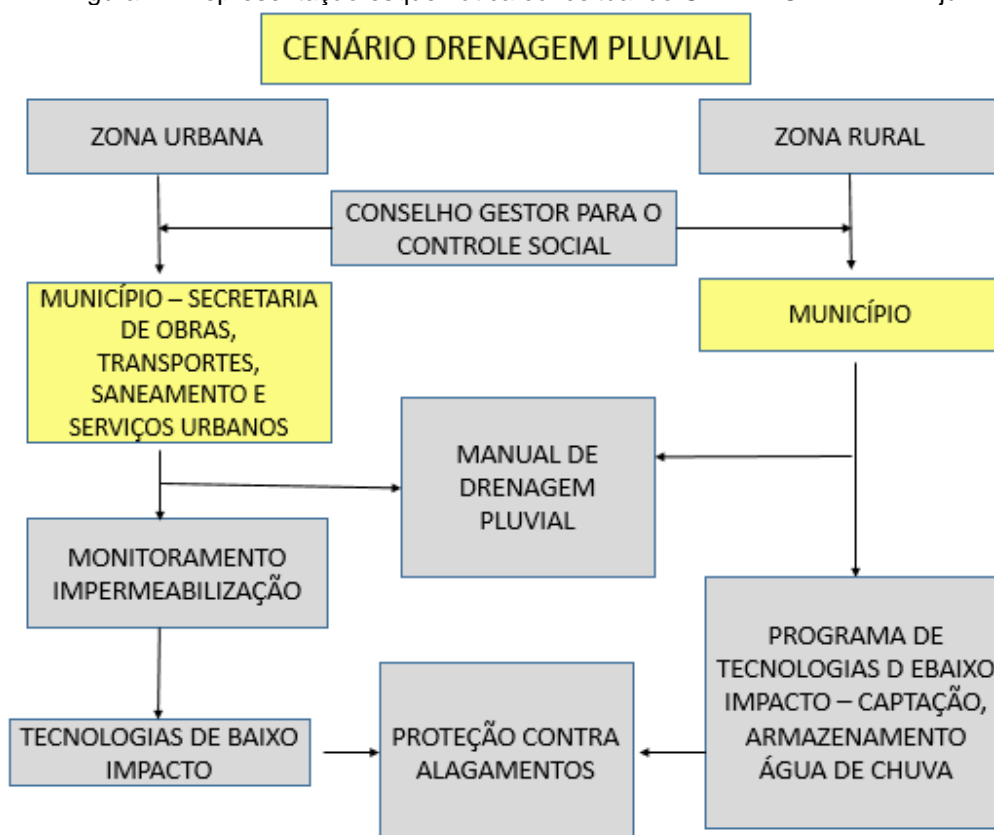 CENÁRIO DRENAGEM PLUVIAL
ZONA URBANA
ZONA RURAL
CONSELHO GESTOR PARA O
CONTROLE SOCIAL
MUNICÍPIO – SECRETARIA
DE OBRAS,
TRANSPORTES,
SANEAMENTO E
SERVIÇOS URBANOS
MUNICÍPIO
MANUAL DE
DRENAGEM
PLUVIAL
MONITORAMENTO
IMPERMEABILIZAÇÃO
PROGRAMA DE
TECNOLOGIAS D EBAIXO
IMPACTO – CAPTAÇÃO,
ARMAZENAMENTO
ÁGUA DE CHUVA
TECNOLOGIAS DE BAIXO
IMPACTO
PROTEÇÃO CONTRA
ALAGAMENTOS